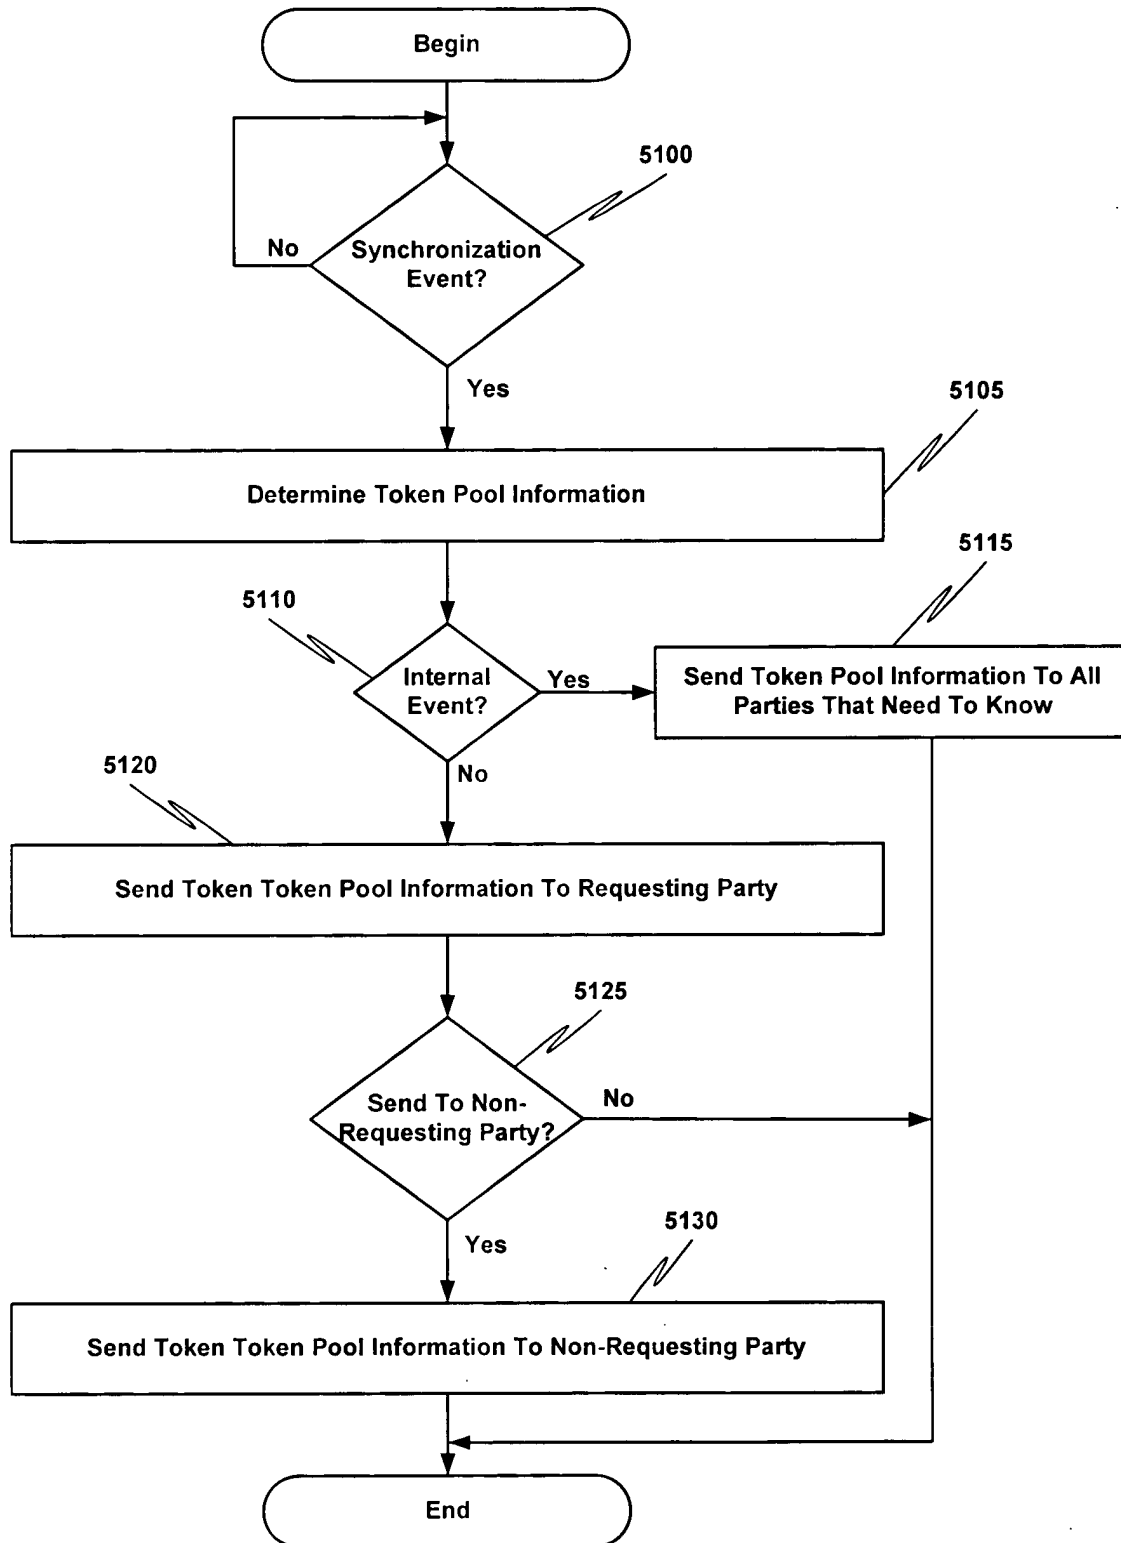 Begin
5100
No
Synchronization
Event?
Yes
5105
Determine Token Pool Information
5115
5110
Internal
Event?
Yes
Send Token Pool Information To All
Parties That Need To Know
No
5120
Send Token Token Pool Information To Requesting Party
5125
Send To Non-
Requesting Party?
No
5130
Yes
Send Token Token Pool Information To Non-Requesting Party
End